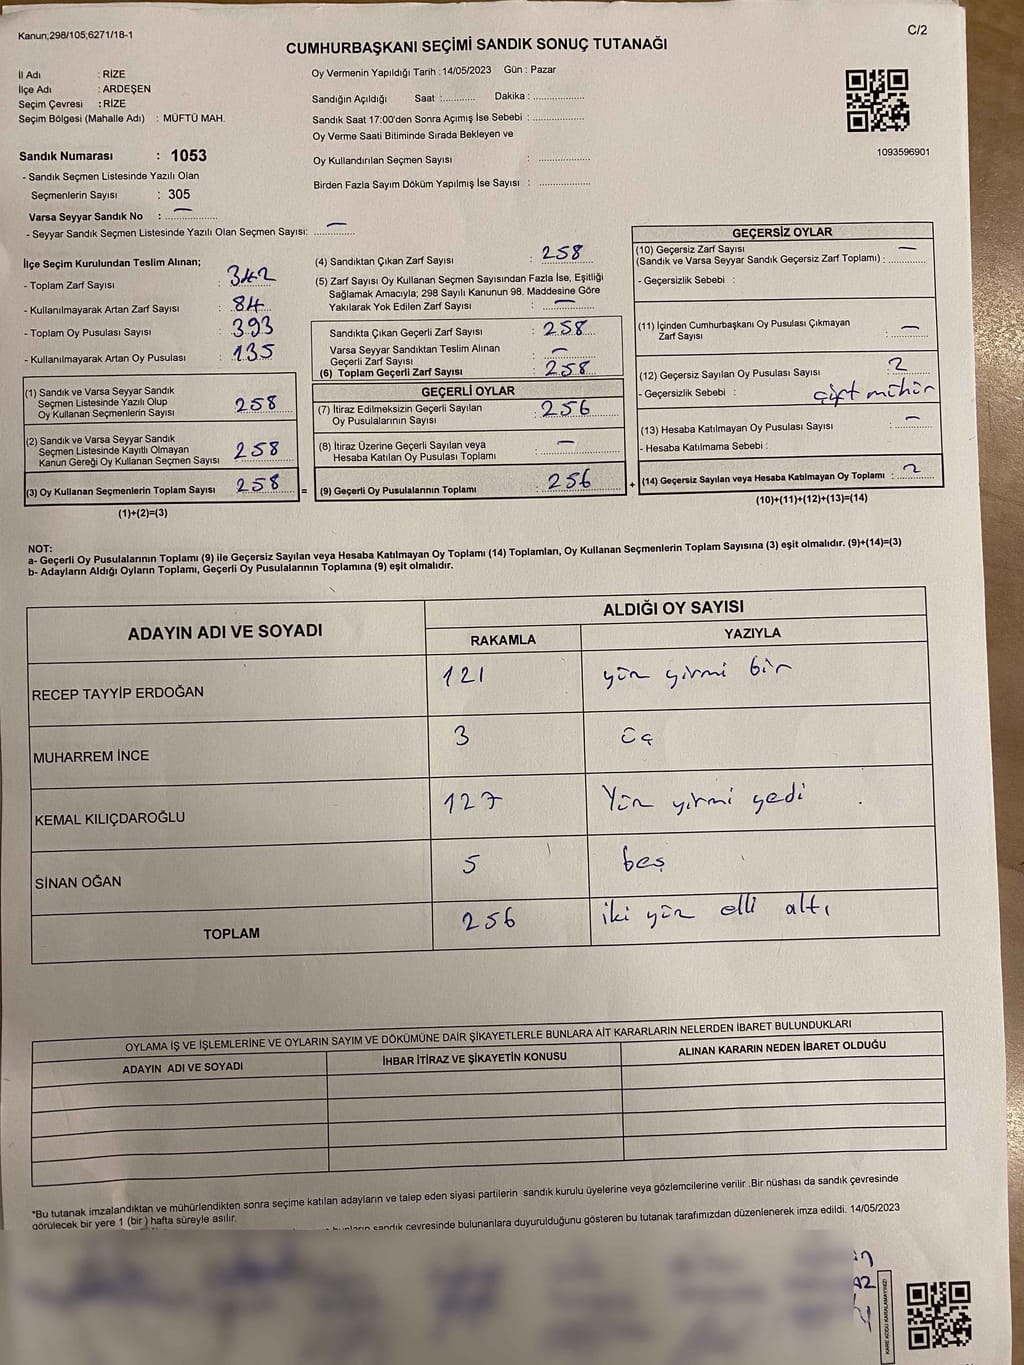 Kanun;298/105,6271/18-1
C/2
CUMHURBAŞKANI SEÇİMİ SANDIK SONUÇ TUTANAĞI
İl Adı : RİZE
İlçe Adı : ARDEŞEN
Seçim Çevresi : RİZE
Seçim Bölgesi (Mahalle Adı) : MÜFTÜ MAH.
Sandık Numarası : 1053
- Sandık Seçmen Listesinde Yazılı Olan
Seçmenlerin Sayısı : 305
Varsa Seyyar Sandık No : —
- Seyyar Sandık Seçmen Listesinde Yazılı Olan Seçmen Sayısı: —
Oy Vermenin Yapıldığı Tarih : 14/05/2023 Gün : Pazar
Sandığın Açıldığı Saat :........... Dakika : .................
Sandık Saat 17:00'den Sonra Açımış İse Sebebi : .................
Oy Verme Saati Bitiminde Sırada Bekleyen ve
Oy Kullandırılan Seçmen Sayısı : .................
Birden Fazla Sayım Döküm Yapılmış İse Sayısı : .................
1093596901
İlçe Seçim Kurulundan Teslim Alınan;
- Toplam Zarf Sayısı : 342
- Kullanılmayarak Artan Zarf Sayısı : 84
- Toplam Oy Pusulası Sayısı : 393
- Kullanılmayarak Artan Oy Pusulası : 135
(1) Sandık ve Varsa Seyyar Sandık
Seçmen Listesinde Yazılı Olup
Oy Kullanan Seçmenlerin Sayısı 258
(2) Sandık ve Varsa Seyyar Sandık
Seçmen Listesinde Kayıtlı Olmayan
Kanun Gereği Oy Kullanan Seçmen Sayısı 258
(3) Oy Kullanan Seçmenlerin Toplam Sayısı 258 =
(1)+(2)=(3)
(4) Sandıktan Çıkan Zarf Sayısı : 258
(5) Zarf Sayısı Oy Kullanan Seçmen Sayısından Fazla İse, Eşitliği
Sağlamak Amacıyla; 298 Sayılı Kanunun 98. Maddesine Göre
Yakılarak Yok Edilen Zarf Sayısı : —
Sandıkta Çıkan Geçerli Zarf Sayısı : 258
Varsa Seyyar Sandıktan Teslim Alınan
Geçerli Zarf Sayısı : —
(6) Toplam Geçerli Zarf Sayısı : 258
GEÇERLİ OYLAR
(7) İtiraz Edilmeksizin Geçerli Sayılan
Oy Pusulalarının Sayısı : 256
(8) İtiraz Üzerine Geçerli Sayılan veya
Hesaba Katılan Oy Pusulası Toplamı : —
(9) Geçerli Oy Pusulalarının Toplamı : 256 +
GEÇERSİZ OYLAR
(10) Geçersiz Zarf Sayısı —
(Sandık ve Varsa Seyyar Sandık Geçersiz Zarf Toplamı) :
- Geçersizlik Sebebi :
(11) İçinden Cumhurbaşkanı Oy Pusulası Çıkmayan
Zarf Sayısı : —
(12) Geçersiz Sayılan Oy Pusulası Sayısı : 2
- Geçersizlik Sebebi : çift mühür
(13) Hesaba Katılmayan Oy Pusulası Sayısı : —
- Hesaba Katılmama Sebebi :
(14) Geçersiz Sayılan veya Hesaba Katılmayan Oy Toplamı : 2
(10)+(11)+(12)+(13)=(14)
NOT:
a- Geçerli Oy Pusulalarının Toplamı (9) ile Geçersiz Sayılan veya Hesaba Katılmayan Oy Toplamı (14) Toplamları, Oy Kullanan Seçmenlerin Toplam Sayısına (3) eşit olmalıdır. (9)+(14)=(3)
b- Adayların Aldığı Oyların Toplamı, Geçerli Oy Pusulalarının Toplamına (9) eşit olmalıdır.
ADAYIN ADI VE SOYADI ALDIĞI OY SAYISI
RAKAMLA YAZIYLA
RECEP TAYYİP ERDOĞAN 121 yüz yirmi bir
MUHARREM İNCE 3 üç
KEMAL KILIÇDAROĞLU 127 Yüz yirmi yedi
SİNAN OĞAN 5 beş
TOPLAM 256 iki yüz elli altı
OYLAMA İŞ VE İŞLEMLERİNE VE OYLARIN SAYIM VE DÖKÜMÜNE DAİR ŞİKAYETLERLE BUNLARA AİT KARARLARIN NELERDEN İBARET BULUNDUKLARI
ADAYIN ADI VE SOYADI İHBAR İTİRAZ VE ŞİKAYETİN KONUSU ALINAN KARARIN NEDEN İBARET OLDUĞU
*Bu tutanak imzalandıktan ve mühürlendikten sonra seçime katılan adayların ve talep eden siyasi partilerin sandık kurulu üyelerine veya gözlemcilerine verilir .Bir nüshası da sandık çevresinde
görülecek bir yere 1 (bir ) hafta süreyle asılır.
bunların sandık çevresinde bulunanlara duyurulduğunu gösteren bu tutanak tarafımızdan düzenlenerek imza edildi. 14/05/2023
KARE KODU KARALAMAYINIZ!